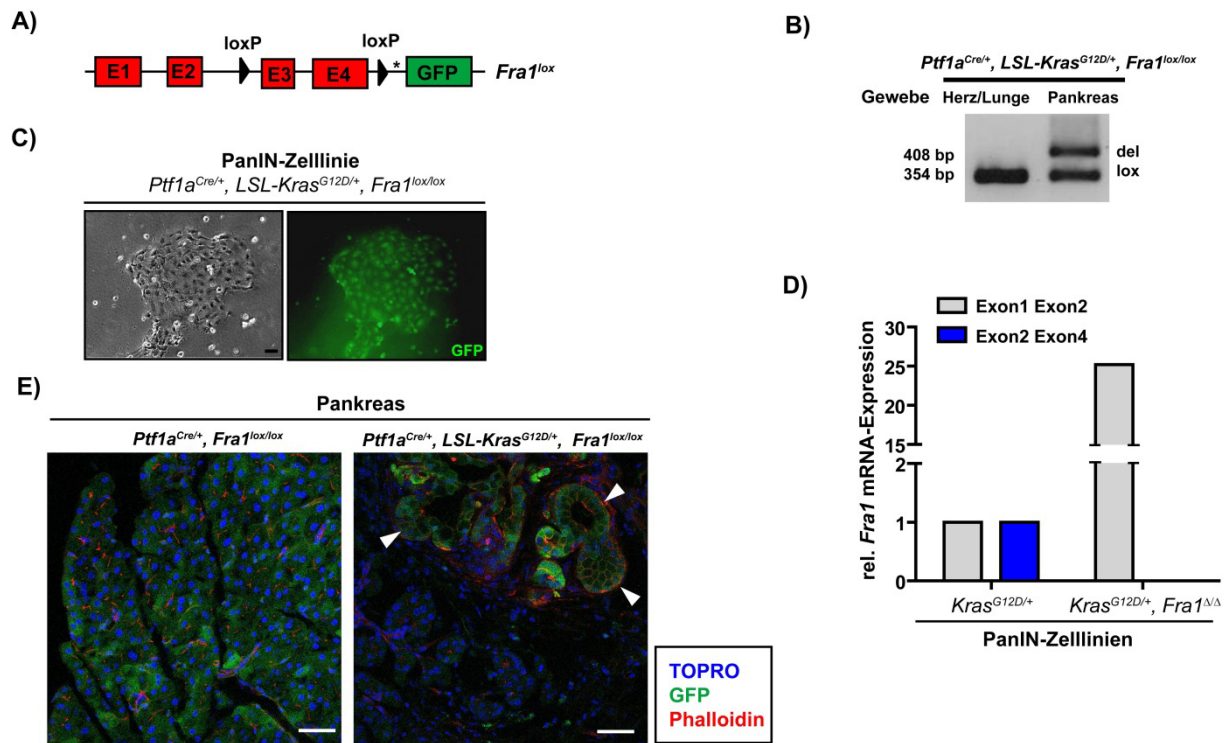 A)
loxP loxP
E1 E2 E3 E4 * GFP Fra1lox
B)
Ptf1aCre/+, LSL-KrasG12D/+, Fra1lox/lox
Gewebe Herz/Lunge Pankreas
408 bp del
354 bp lox
C)
PanIN-Zelllinie
Ptf1aCre/+, LSL-KrasG12D/+, Fra1lox/lox
GFP
D)
Exon1 Exon2
Exon2 Exon4
rel. Fra1 mRNA-Expression
30
25
20
15
2
1
0
KrasG12D/+ KrasG12D/+, Fra1Δ/Δ
PanIN-Zelllinien
E)
Pankreas
Ptf1aCre/+, Fra1lox/lox Ptf1aCre/+, LSL-KrasG12D/+, Fra1lox/lox
TOPRO
GFP
Phalloidin